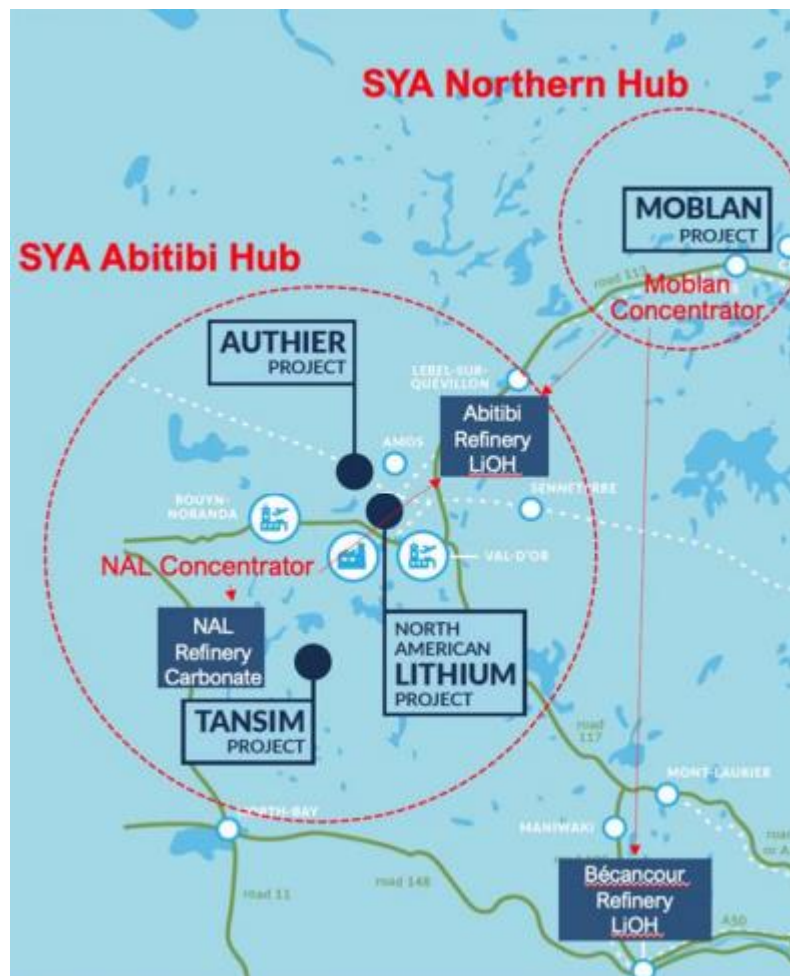 SYA Northern Hub
MOBLAN
PROJECT
road 113
Moblan
Concentrator
SYA Abitibi Hub
AUTHIER
PROJECT
LEBEL-SUR-
QUÉVILLON
Abitibi
Refinery
LiOH
AMOS
SENNETERRE
ROUYN-
NORANDA
VAL-D'OR
NAL Concentrator
NAL
Refinery
Carbonate
NORTH
AMERICAN
LITHIUM
PROJECT
TANSIM
PROJECT
road
117
MONT-LAURIER
NORTH-BAY
MANIWAKI
road 148
road 11
Bécancour
Refinery
LiOH
A50